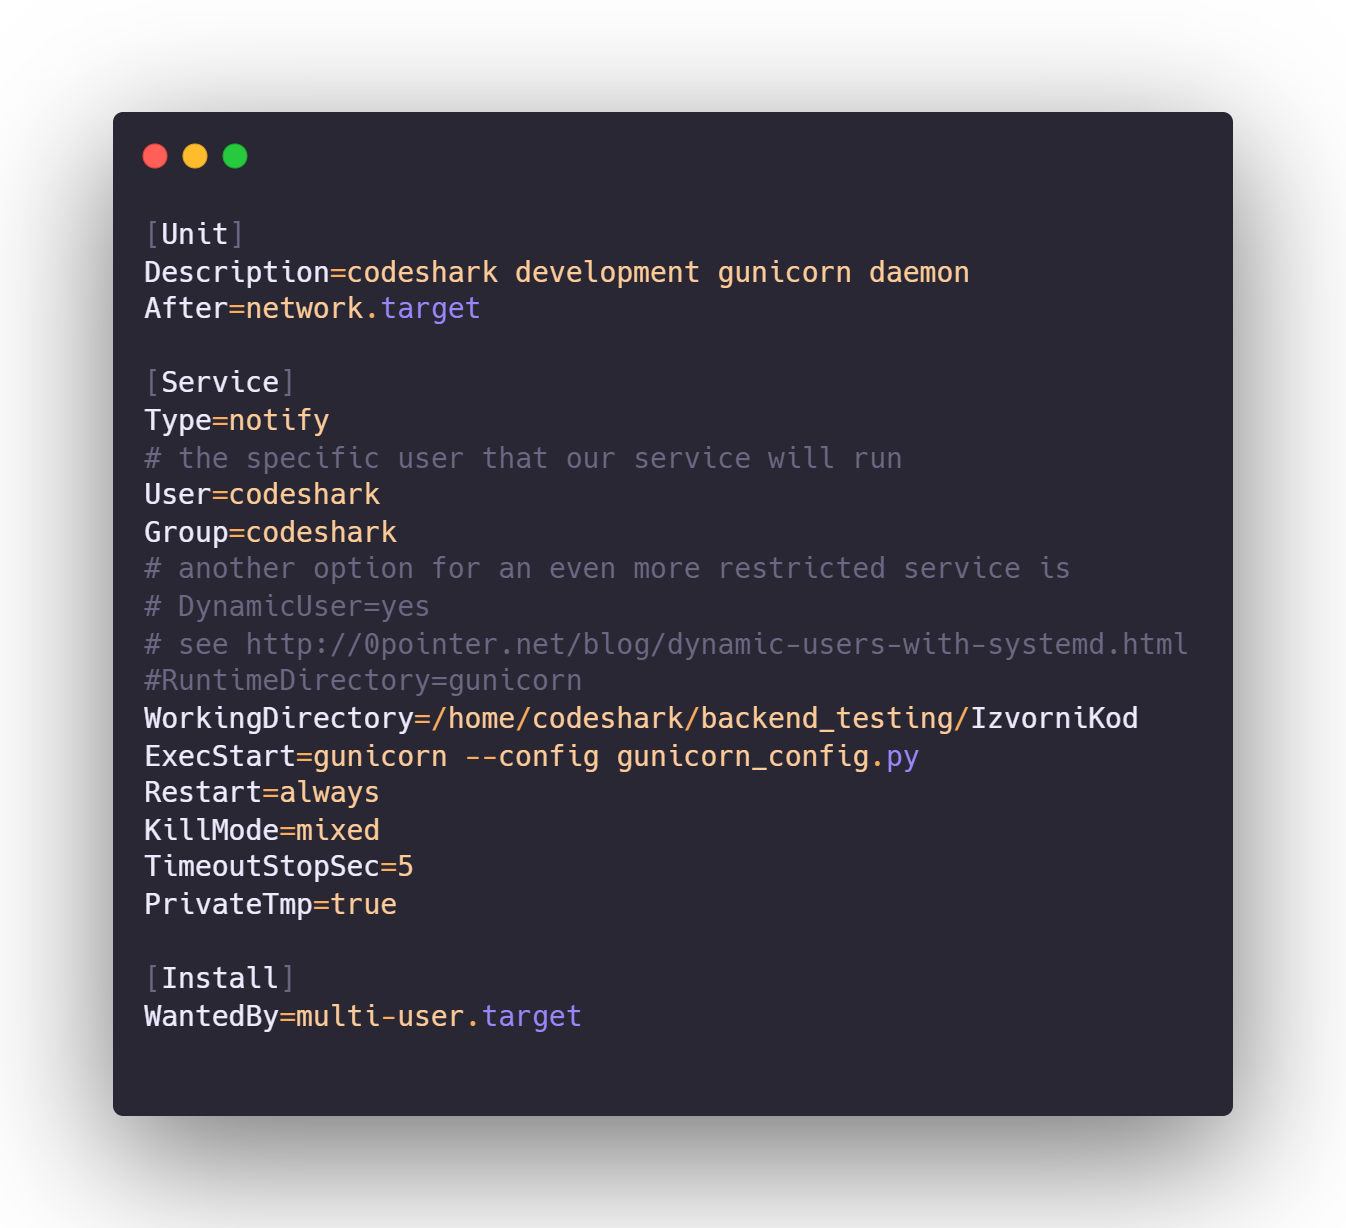 [Unit]
Description=codeshark development gunicorn daemon
After=network.target
[Service]
Type=notify
# the specific user that our service will run
User=codeshark
Group=codeshark
# another option for an even more restricted service is
# DynamicUser=yes
# see http://0pointer.net/blog/dynamic-users-with-systemd.html
#RuntimeDirectory=gunicorn
WorkingDirectory=/home/codeshark/backend_testing/IzvorniKod
ExecStart=gunicorn --config gunicorn_config.py
Restart=always
KillMode=mixed
TimeoutStopSec=5
PrivateTmp=true
[Install]
WantedBy=multi-user.target